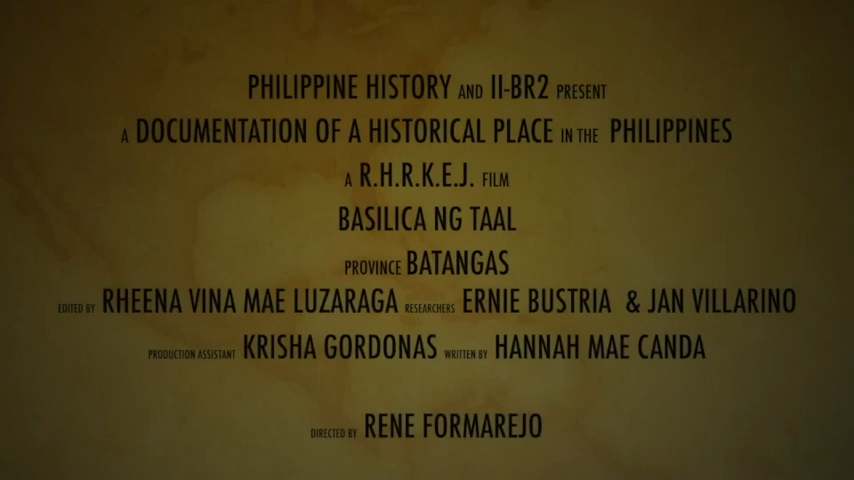 PHILIPPINE HISTORY AND II-BR2 PRESENT
A DOCUMENTATION OF A HISTORICAL PLACE IN THE PHILIPPINES
A R.H.R.K.E.J. FILM
BASILICA NG TAAL
PROVINCE BATANGAS
EDITED BY RHEENA VINA MAE LUZARAGA RESEARCHERS ERNIE BUSTRIA & JAN VILLARINO
PRODUCTION ASSISTANT KRISHA GORDONAS WRITTEN BY HANNAH MAE CANDA
DIRECTED BY RENE FORMAREJO